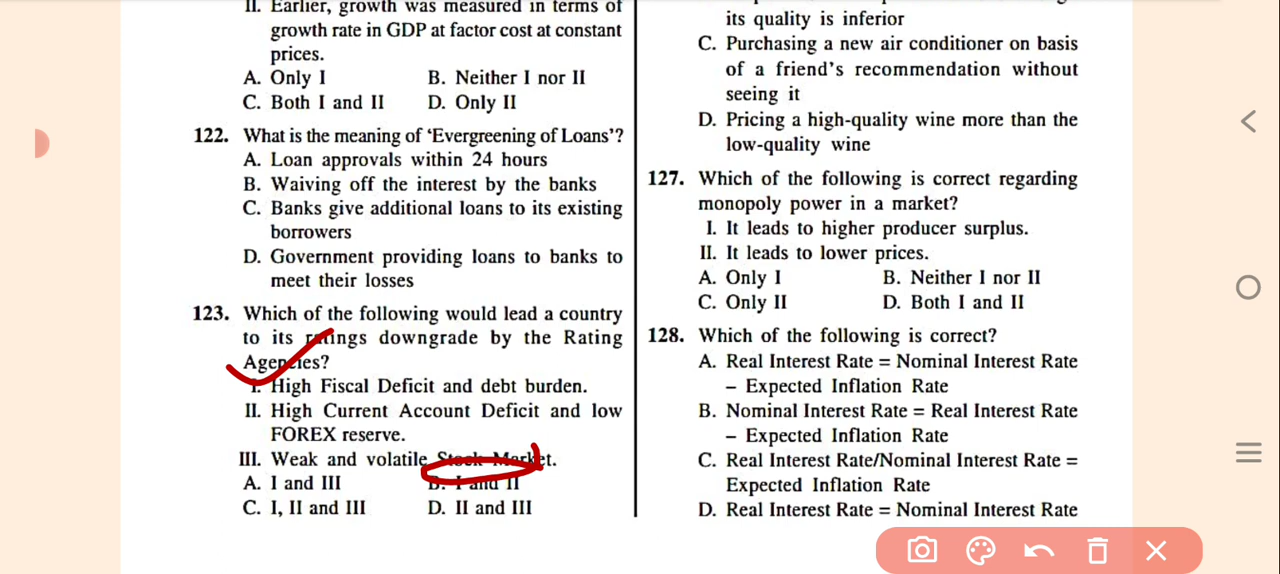 II. Earlier, growth was measured in terms of
growth rate in GDP at factor cost at constant
prices.
A. Only I B. Neither I nor II
C. Both I and II D. Only II
122. What is the meaning of ‘Evergreening of Loans’?
A. Loan approvals within 24 hours
B. Waiving off the interest by the banks
C. Banks give additional loans to its existing
borrowers
D. Government providing loans to banks to
meet their losses
123. Which of the following would lead a country
to its ratings downgrade by the Rating
Agencies?
I. High Fiscal Deficit and debt burden.
II. High Current Account Deficit and low
FOREX reserve.
III. Weak and volatile Stock Market.
A. I and III B. I and II
C. I, II and III D. II and III
its quality is inferior
C. Purchasing a new air conditioner on basis
of a friend’s recommendation without
seeing it
D. Pricing a high-quality wine more than the
low-quality wine
127. Which of the following is correct regarding
monopoly power in a market?
I. It leads to higher producer surplus.
II. It leads to lower prices.
A. Only I B. Neither I nor II
C. Only II D. Both I and II
128. Which of the following is correct?
A. Real Interest Rate = Nominal Interest Rate
– Expected Inflation Rate
B. Nominal Interest Rate = Real Interest Rate
– Expected Inflation Rate
C. Real Interest Rate/Nominal Interest Rate =
Expected Inflation Rate
D. Real Interest Rate = Nominal Interest Rate